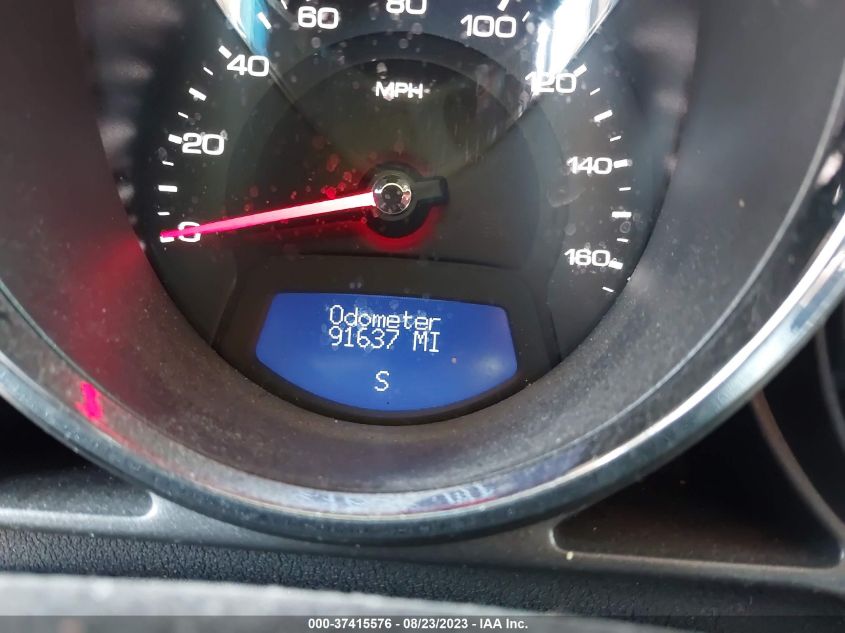 60 80 100
40 120
MPH
20 140
0 160
Odometer
91637 MI
S
000-37415576 - 08/23/2023 - IAA Inc.